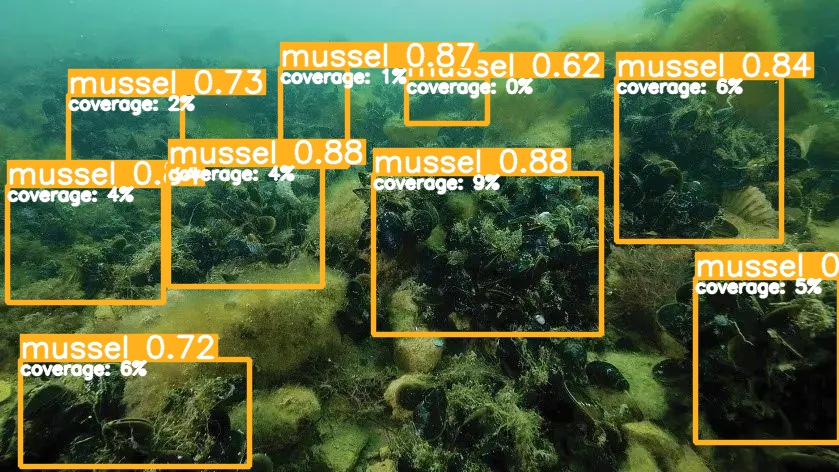 mussel 0.87
coverage: 1%
mussel 0.62
coverage: 0%
mussel 0.84
coverage: 6%
mussel 0.73
coverage: 2%
mussel 0.88
coverage: 4%
mussel 0.88
coverage: 9%
mussel
coverage: 4%
mussel 0
coverage: 5%
mussel 0.72
coverage: 6%